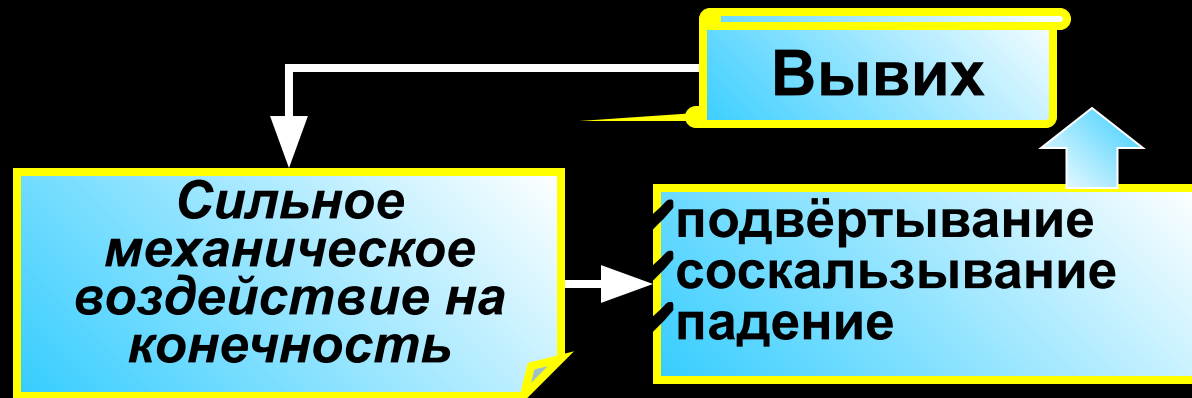 Вывих
Сильное
механическое
воздействие на
конечность
подвёртывание
соскальзывание
падение